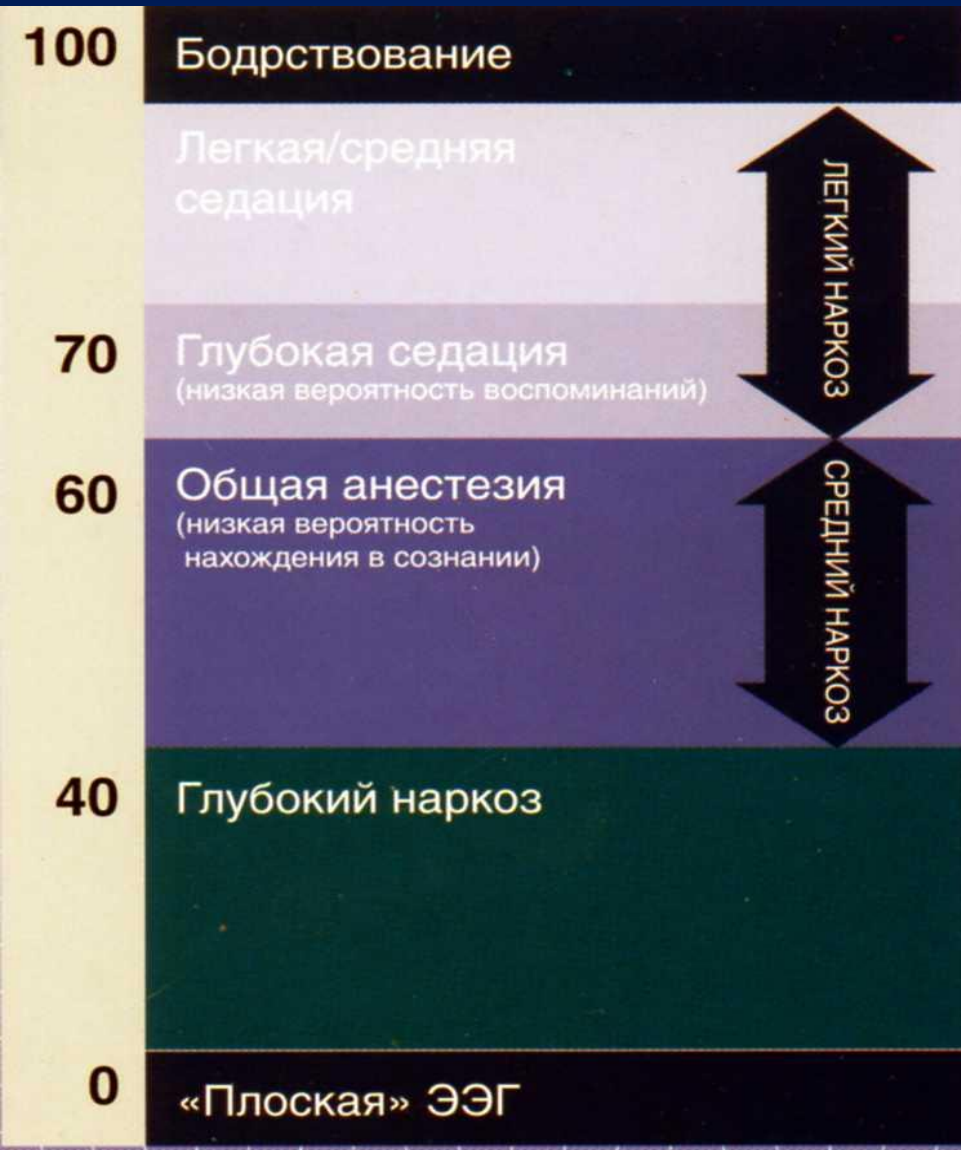 100
Бодрствование
Легкая/средняя
седация
ЛЕГКИЙ НАРКОЗ
70
Глубокая седация
(низкая вероятность воспоминаний)
60
Общая анестезия
(низкая вероятность
нахождения в сознании)
СРЕДНИЙ НАРКОЗ
40
Глубокий наркоз
0
«Плоская» ЭЭГ